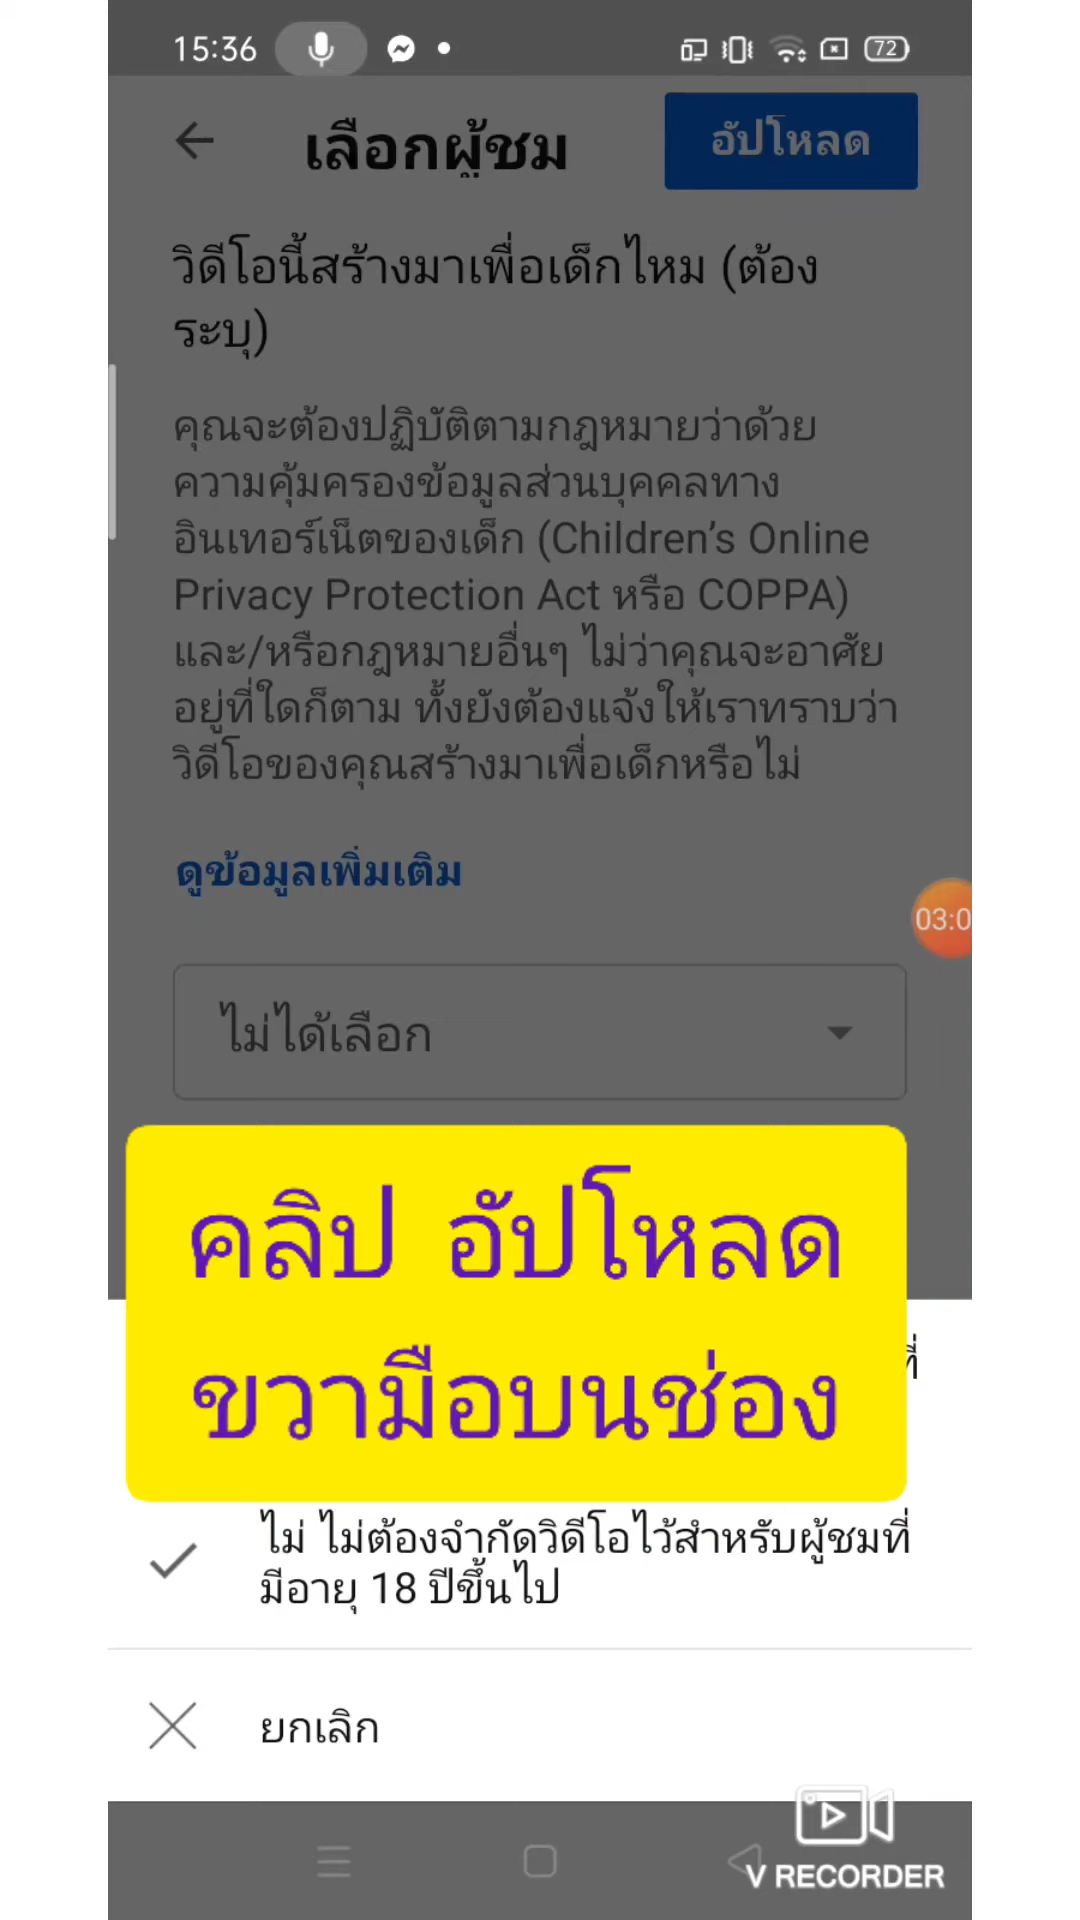 15:36
72
เลือกผู้ชม
อัปโหลด
วิดีโอนี้สร้างมาเพื่อเด็กไหม (ต้อง
ระบุ)
คุณจะต้องปฏิบัติตามกฎหมายว่าด้วย
ความคุ้มครองข้อมูลส่วนบุคคลทาง
อินเทอร์เน็ตของเด็ก (Children’s Online
Privacy Protection Act หรือ COPPA)
และ/หรือกฎหมายอื่นๆ ไม่ว่าคุณจะอาศัย
อยู่ที่ใดก็ตาม ทั้งยังต้องแจ้งให้เราทราบว่า
วิดีโอของคุณสร้างมาเพื่อเด็กหรือไม่
ดูข้อมูลเพิ่มเติม
03:0
ไม่ได้เลือก
คลิป อัปโหลด
ขวามือบนช่อง
ไม่ ไม่ต้องจำกัดวิดีโอไว้สำหรับผู้ชมที่
มีอายุ 18 ปีขึ้นไป
ยกเลิก
V RECORDER